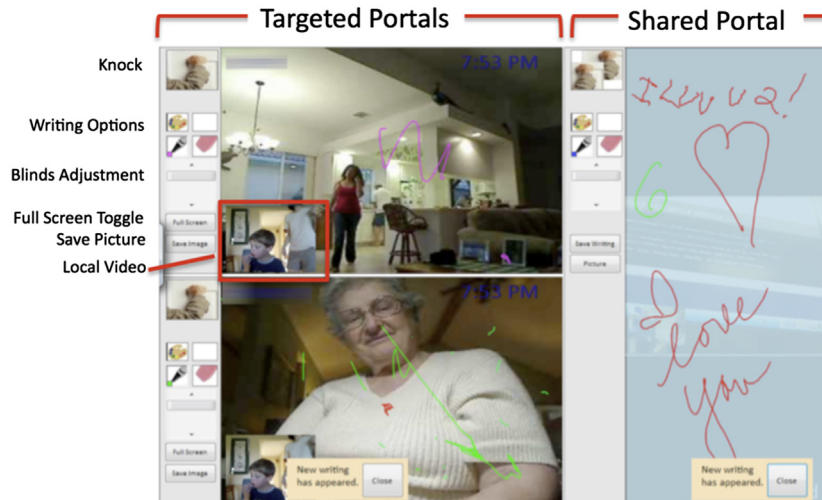 Targeted Portals
Shared Portal
Knock
Writing Options
Blinds Adjustment
Full Screen Toggle
Save Picture
Local Video
7:53 PM
Full Screen
Save Image
7:53 PM
Full Screen
Save Image
New writing
has appeared.
Close
Save Writing
Picture
6
I
love
you
New writing
has appeared.
Close